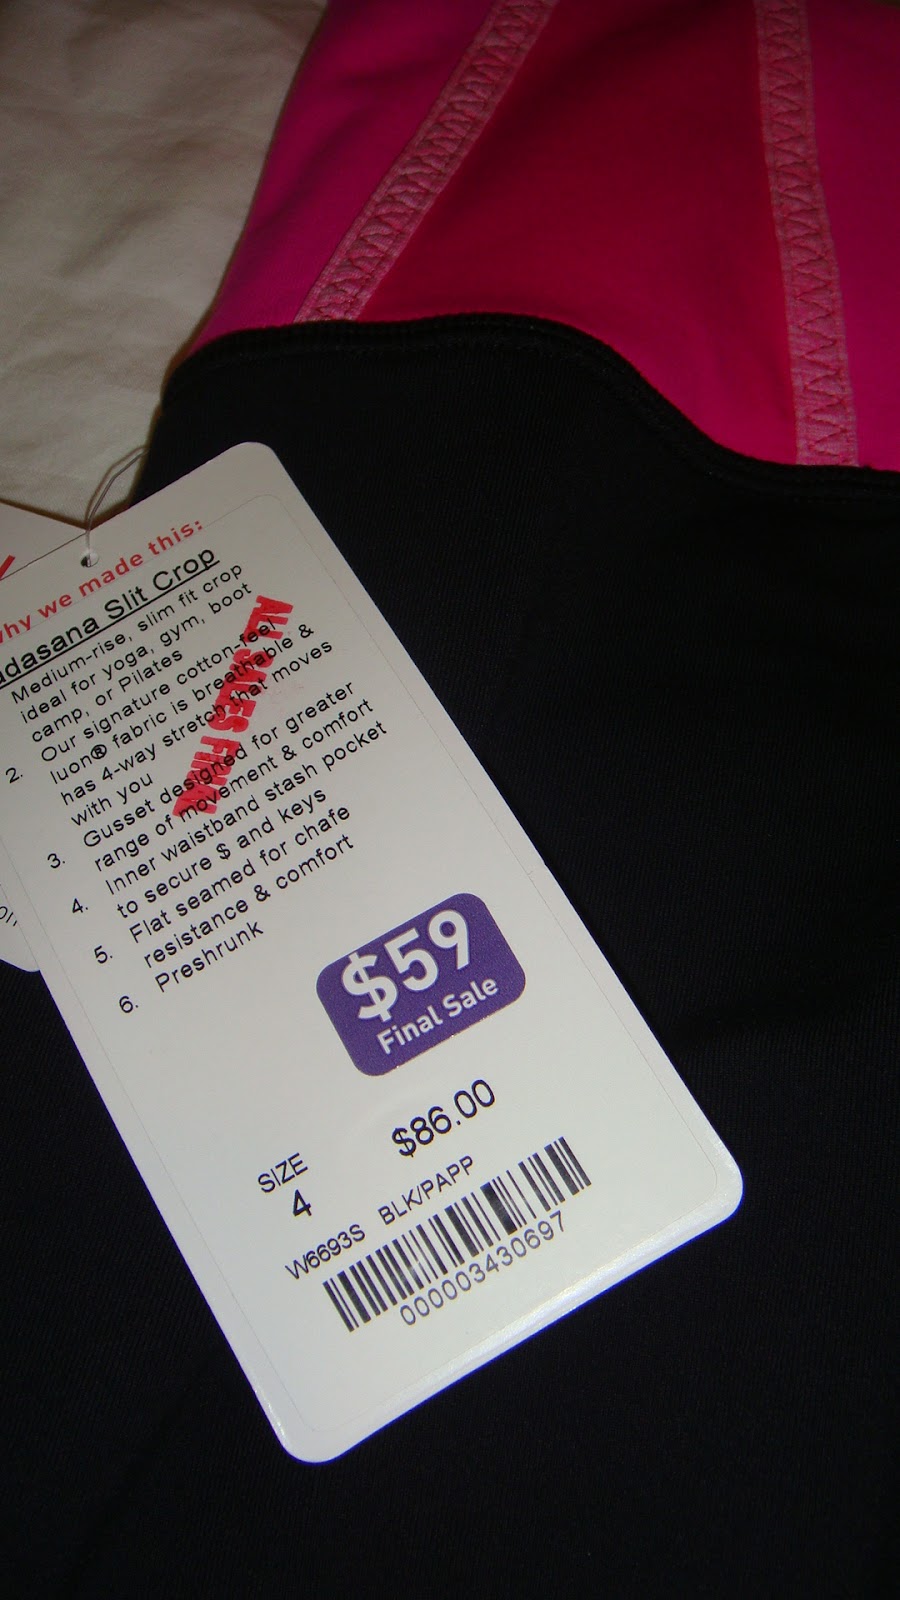 why we made this:
adasana Slit Crop
Medium-rise, slim fit crop
ideal for yoga, gym, boot
camp, or Pilates
2. Our signature cotton-feel
luon® fabric is breathable &
has 4-way stretch that moves
with you
3. Gusset designed for greater
range of movement & comfort
4. Inner waistband stash pocket
to secure $ and keys
5. Flat seamed for chafe
resistance & comfort
6. Preshrunk
ALL SALES FINAL
$59
Final Sale
$86.00
SIZE
4
W6693S BLK/PAPP
000003430697